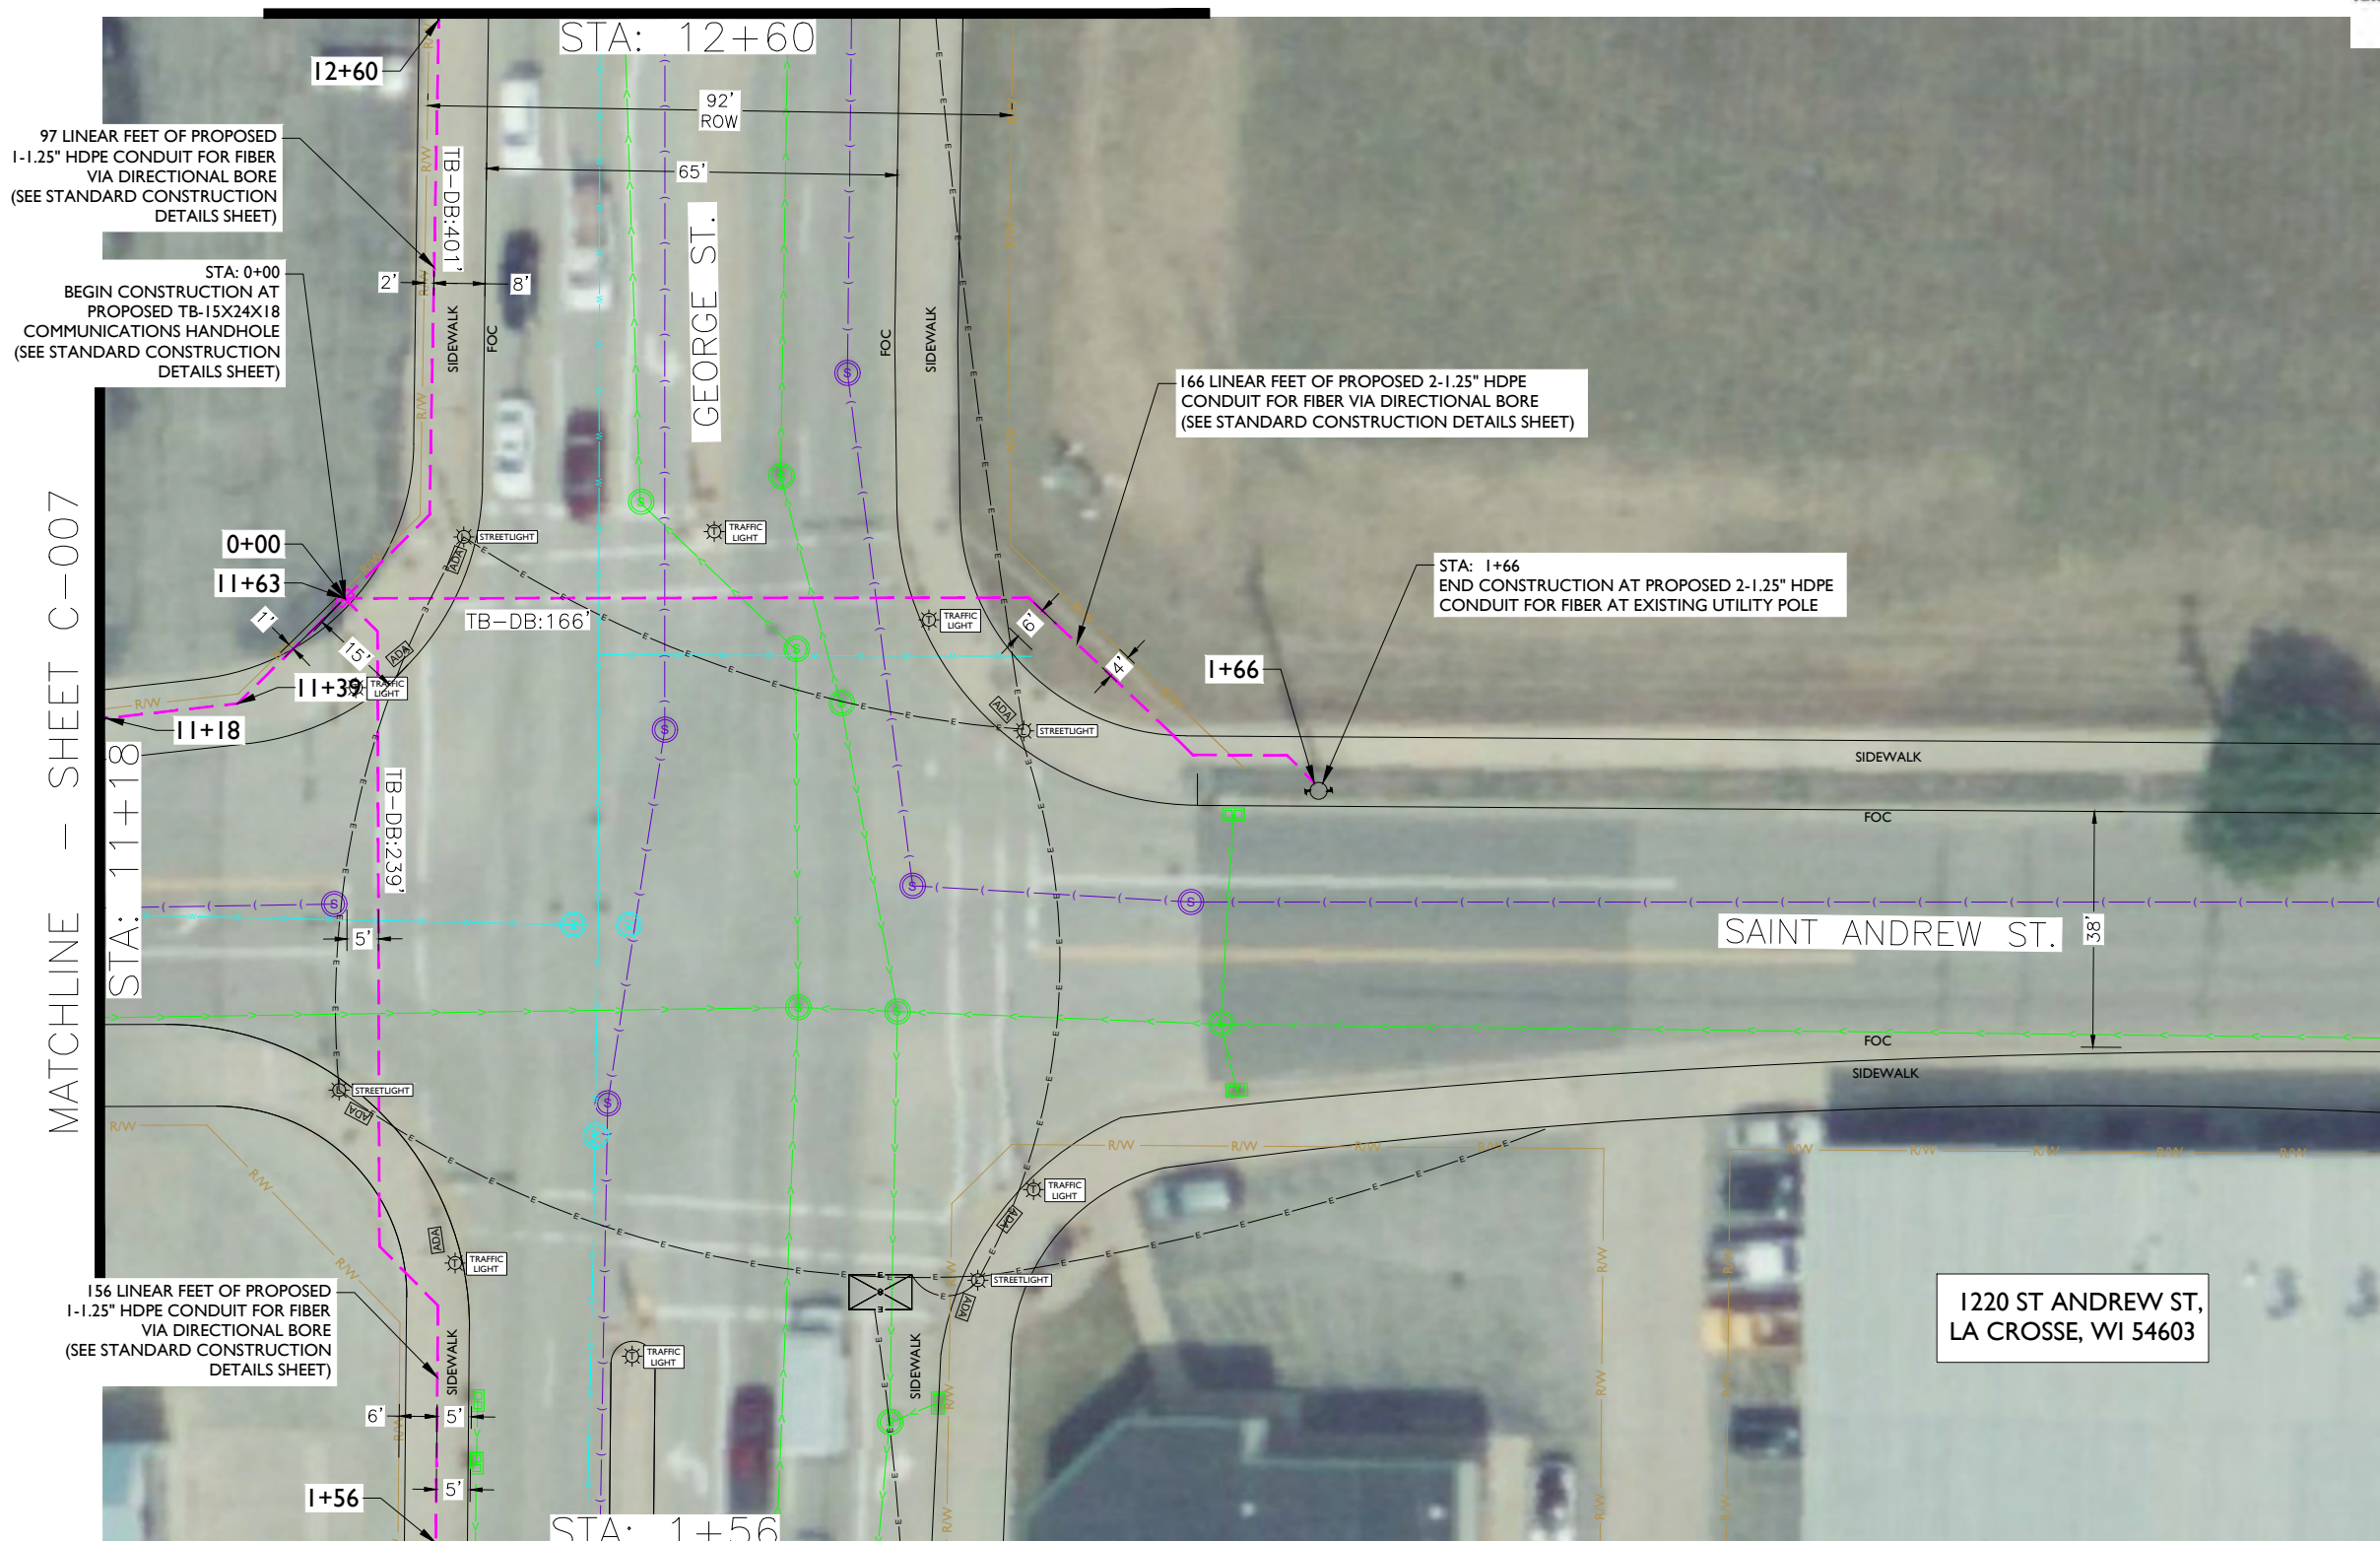 STA: 12+60
12+60
92'
ROW
97 LINEAR FEET OF PROPOSED
1-1.25" HDPE CONDUIT FOR FIBER
VIA DIRECTIONAL BORE
(SEE STANDARD CONSTRUCTION
DETAILS SHEET)
R/W
R/W
R/W
R/W
R/W
R/W
R/W
TB-DB:401'
65'
GEORGE ST.
STA: 0+00
BEGIN CONSTRUCTION AT
PROPOSED TB-15X24X18
COMMUNICATIONS HANDHOLE
(SEE STANDARD CONSTRUCTION
DETAILS SHEET)
2'
8'
SIDEWALK
FOC
FOC
SIDEWALK
166 LINEAR FEET OF PROPOSED 2-1.25" HDPE
CONDUIT FOR FIBER VIA DIRECTIONAL BORE
(SEE STANDARD CONSTRUCTION DETAILS SHEET)
MATCHLINE - SHEET C-007
STA: 11+18
0+00
11+63
R/W
ADA
STREETLIGHT
TRAFFIC
LIGHT
STA: 1+66
END CONSTRUCTION AT PROPOSED 2-1.25" HDPE
CONDUIT FOR FIBER AT EXISTING UTILITY POLE
1'
15'
ADA
TB-DB:166'
TRAFFIC
LIGHT
6'
R/W
4'
R/W
1+66
11+39
TRAFFIC
LIGHT
R/W
11+18
ADA
STREETLIGHT
SIDEWALK
FOC
TB-DB:239'
5'
SAINT ANDREW ST.
38'
FOC
SIDEWALK
STREETLIGHT
ADA
R/W
R/W
R/W
R/W
R/W
R/W
R/W
R/W
R/W
R/W
R/W
R/W
R/W
TRAFFIC
LIGHT
ADA
ADA
TRAFFIC
LIGHT
R/W
R/W
STREETLIGHT
ADA
156 LINEAR FEET OF PROPOSED
1-1.25" HDPE CONDUIT FOR FIBER
VIA DIRECTIONAL BORE
(SEE STANDARD CONSTRUCTION
DETAILS SHEET)
SIDEWALK
TRAFFIC
LIGHT
SIDEWALK
1220 ST ANDREW ST,
LA CROSSE, WI 54603
6'
5'
R/W
R/W
R/W
R/W
5'
1+56
R/W
R/W
R/W
STA: 1+56